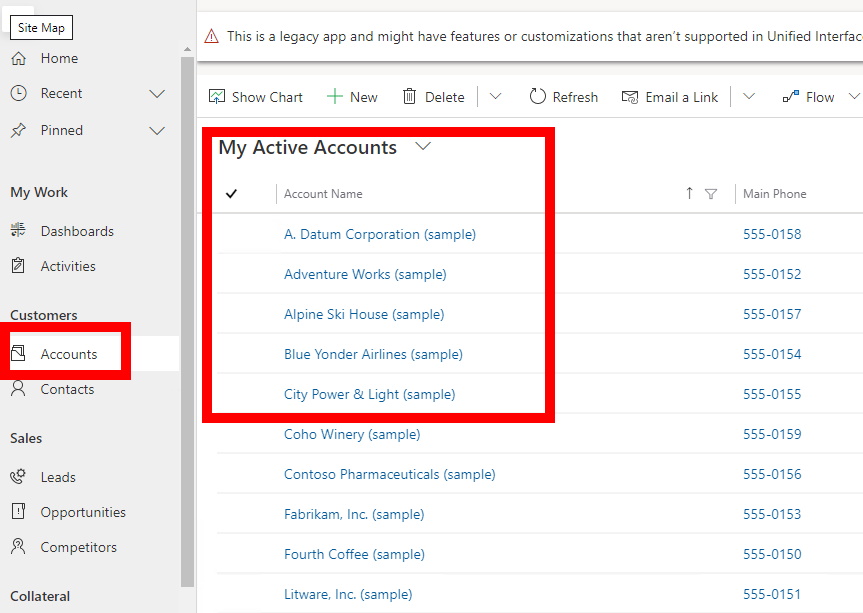 Site Map
Home
Recent
Pinned
My Work
Dashboards
Activities
Customers
Accounts
Contacts
Sales
Leads
Opportunities
Competitors
Collateral
This is a legacy app and might have features or customizations that aren't supported in Unified Interfac
Show Chart New Delete Refresh Email a Link Flow
My Active Accounts
Account Name Main Phone
A. Datum Corporation (sample) 555-0158
Adventure Works (sample) 555-0152
Alpine Ski House (sample) 555-0157
Blue Yonder Airlines (sample) 555-0154
City Power & Light (sample) 555-0155
Coho Winery (sample) 555-0159
Contoso Pharmaceuticals (sample) 555-0156
Fabrikam, Inc. (sample) 555-0153
Fourth Coffee (sample) 555-0150
Litware, Inc. (sample) 555-0151